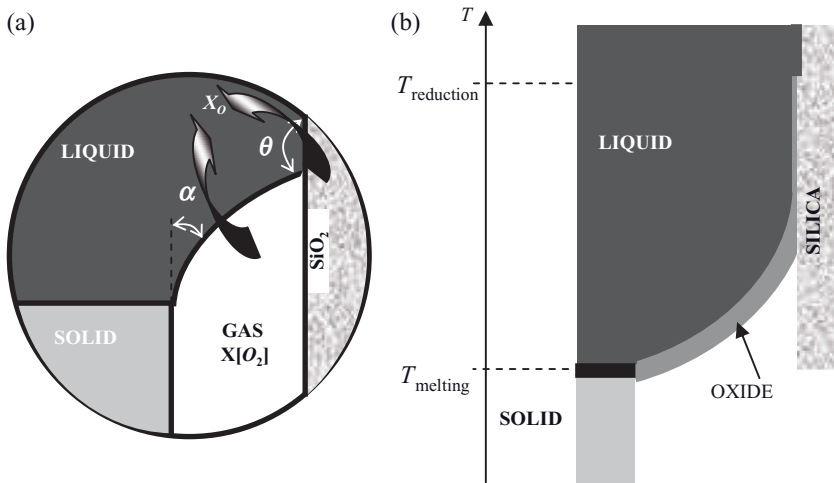 (a)
X_O
LIQUID
θ
α
SiO₂
SOLID
GAS
X[O₂]
(b)
T
T_reduction
LIQUID
SILICA
T_melting
OXIDE
SOLID